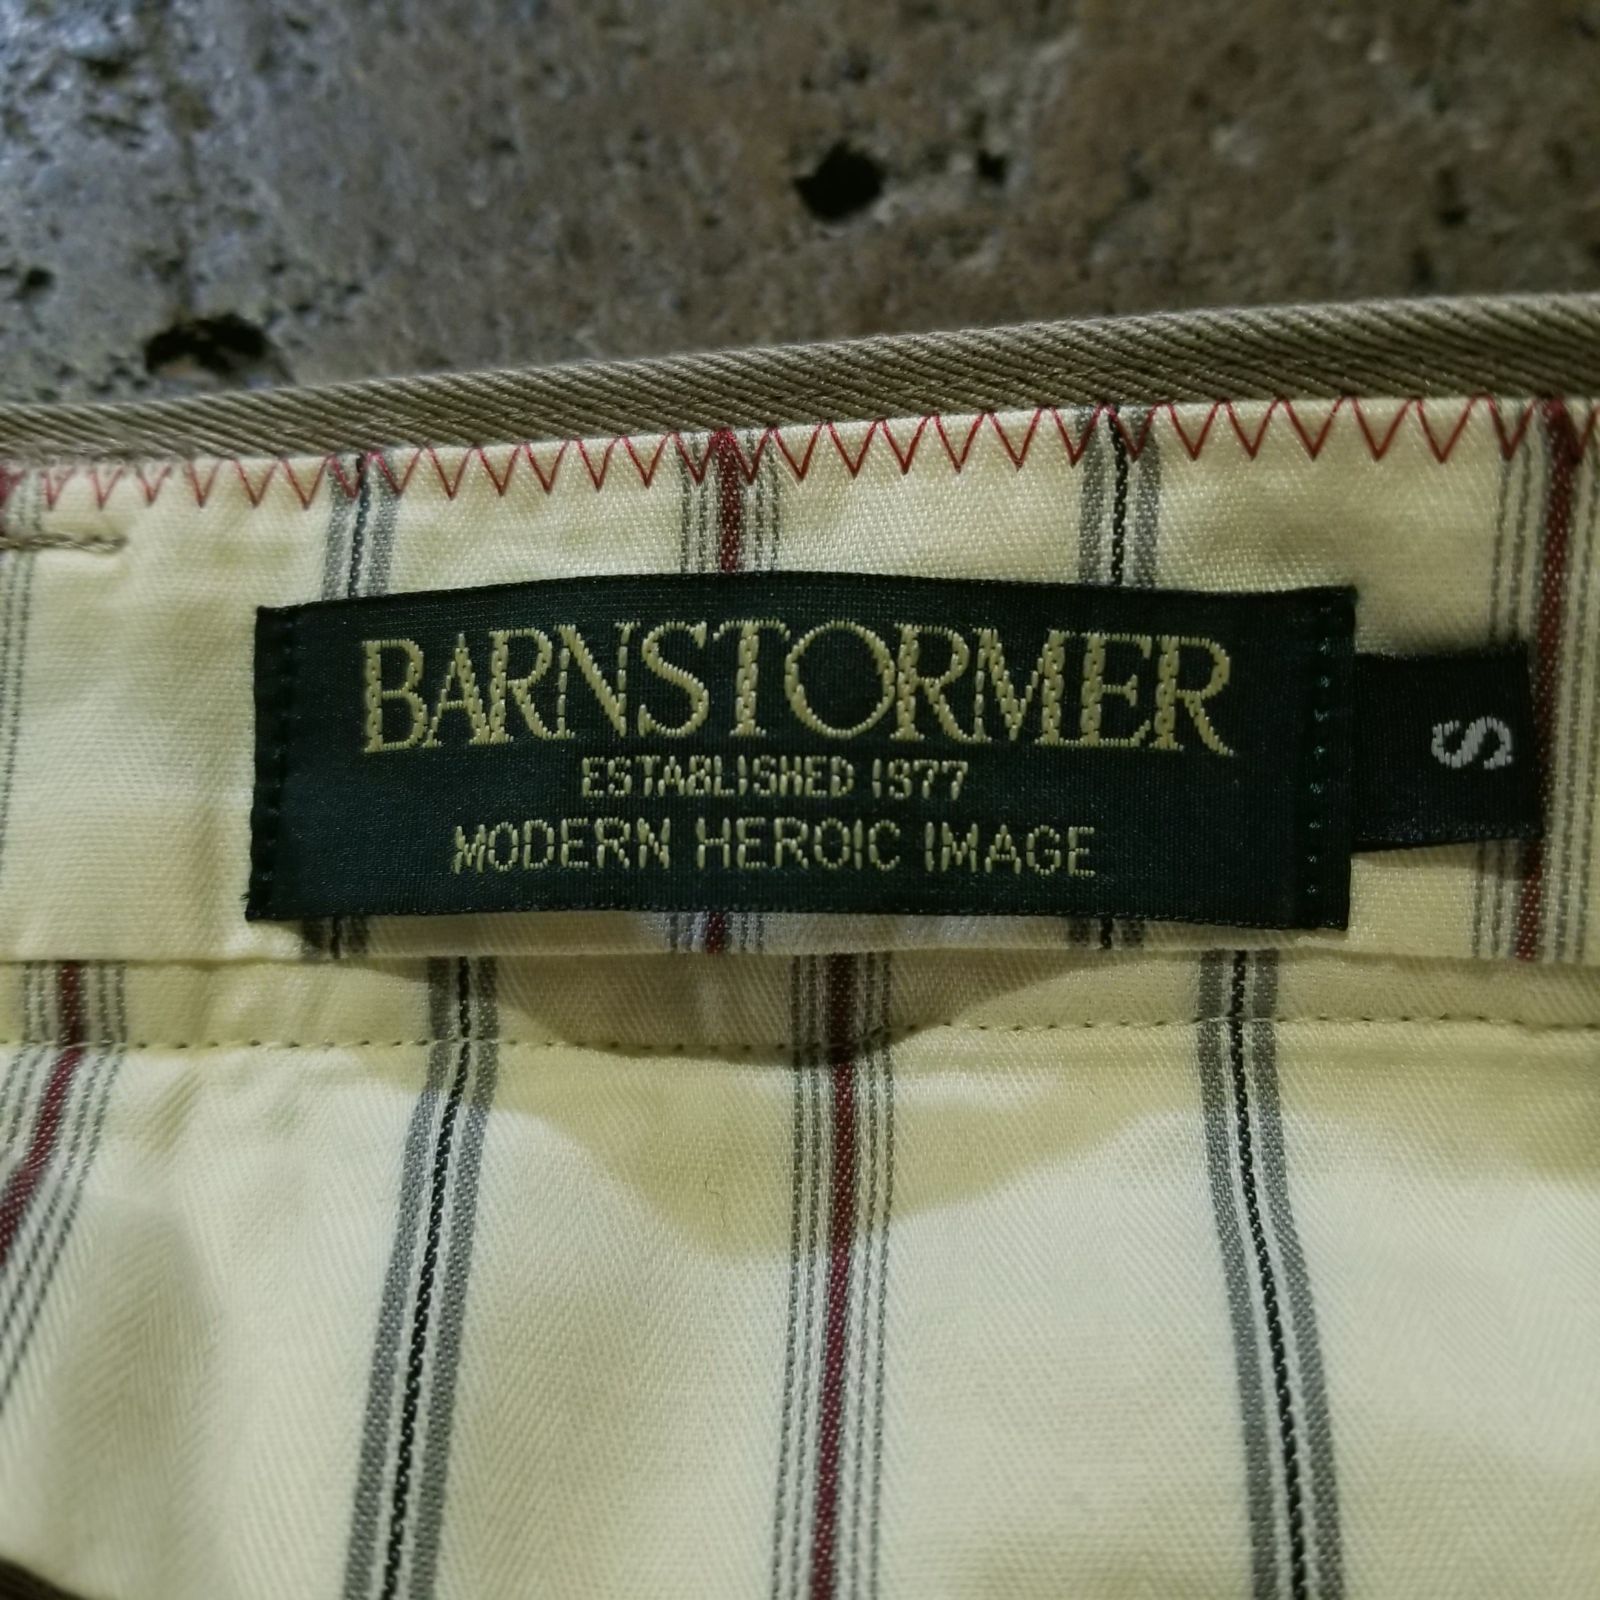 BARNSTORMER
ESTABLISHED 1977
MODERN HEROIC IMAGE
S